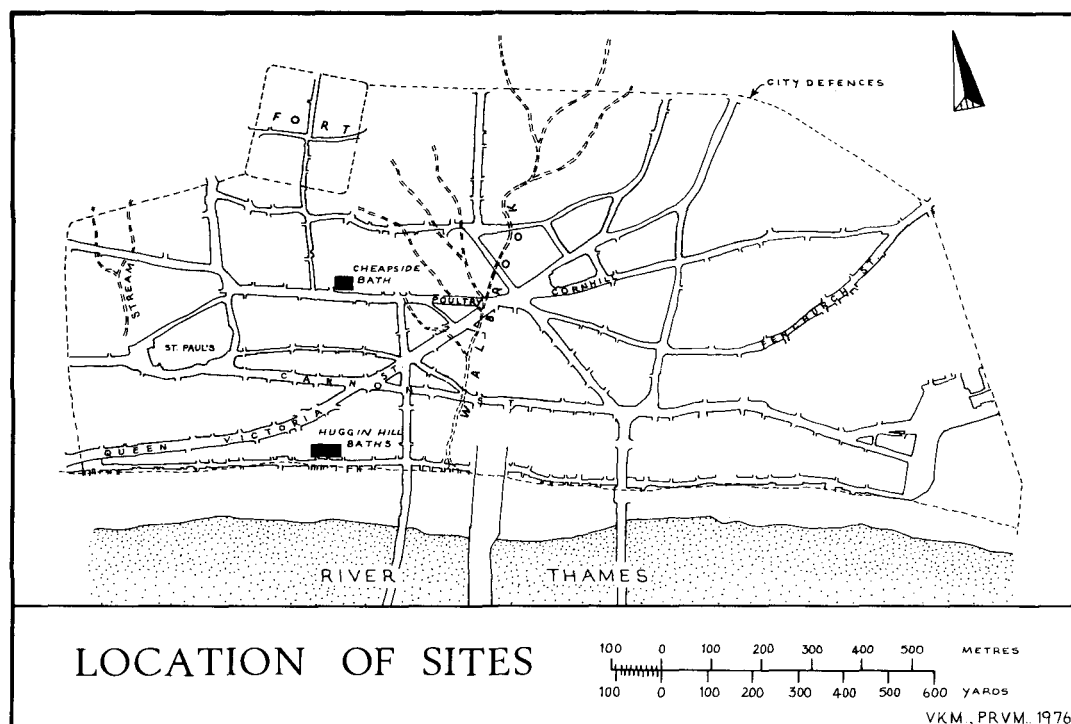 CITY DEFENCES
FORT
WALBROOK
STREAM
CHEAPSIDE
BATH
POULTRY
CORNHILL
FENCHURCH ST.
ST. PAUL'S
CANNON ST
QUEEN VICTORIA
HUGGIN HILL
BATHS
RIVER THAMES
LOCATION OF SITES
100 0 100 200 300 400 500 METRES
100 0 100 200 300 400 500 600 YARDS
VKM., PRVM. 1976